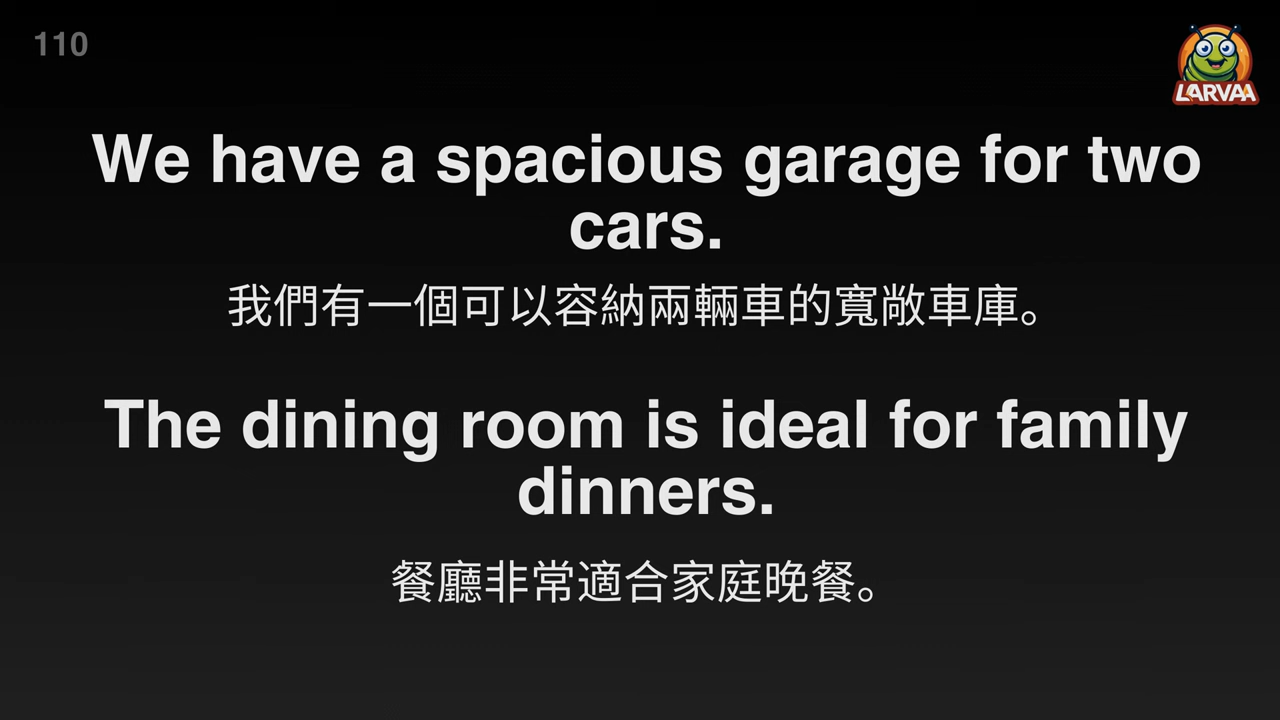 110
LARVAA
We have a spacious garage for two
cars.
我們有一個可以容納兩輛車的寬敞車庫。
The dining room is ideal for family
dinners.
餐廳非常適合家庭晚餐。